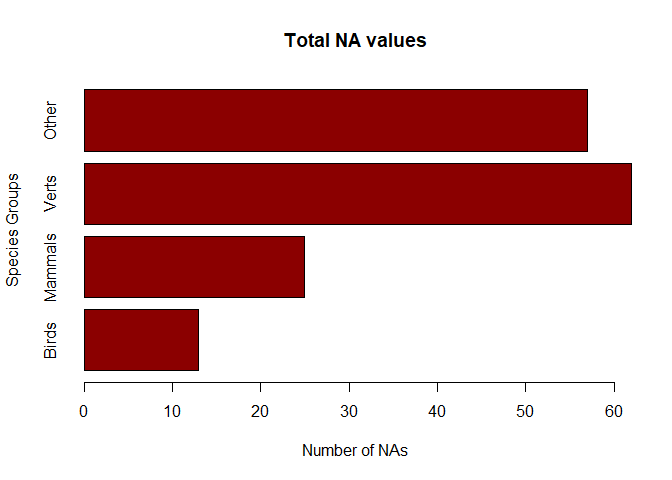 Total NA values
Species Groups
Other
Verts
Mammals
Birds
0 10 20 30 40 50 60
Number of NAs